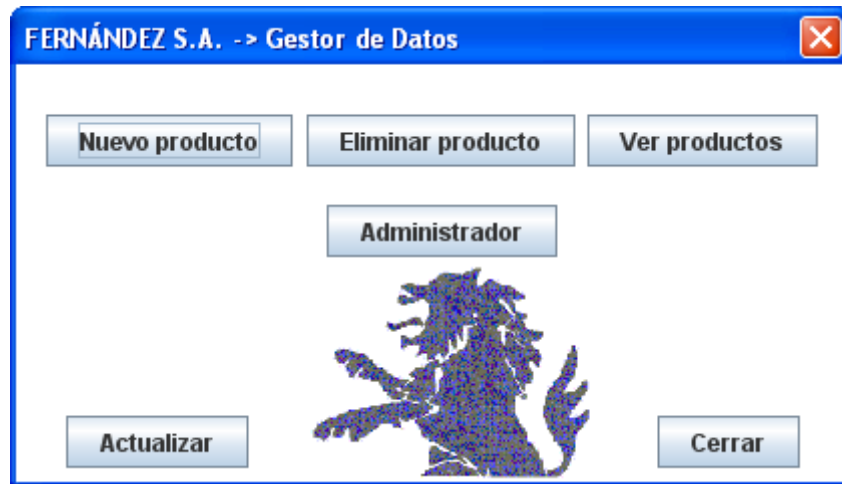 FERNÁNDEZ S.A. -> Gestor de Datos
Nuevo producto Eliminar producto Ver productos
Administrador
Actualizar Cerrar